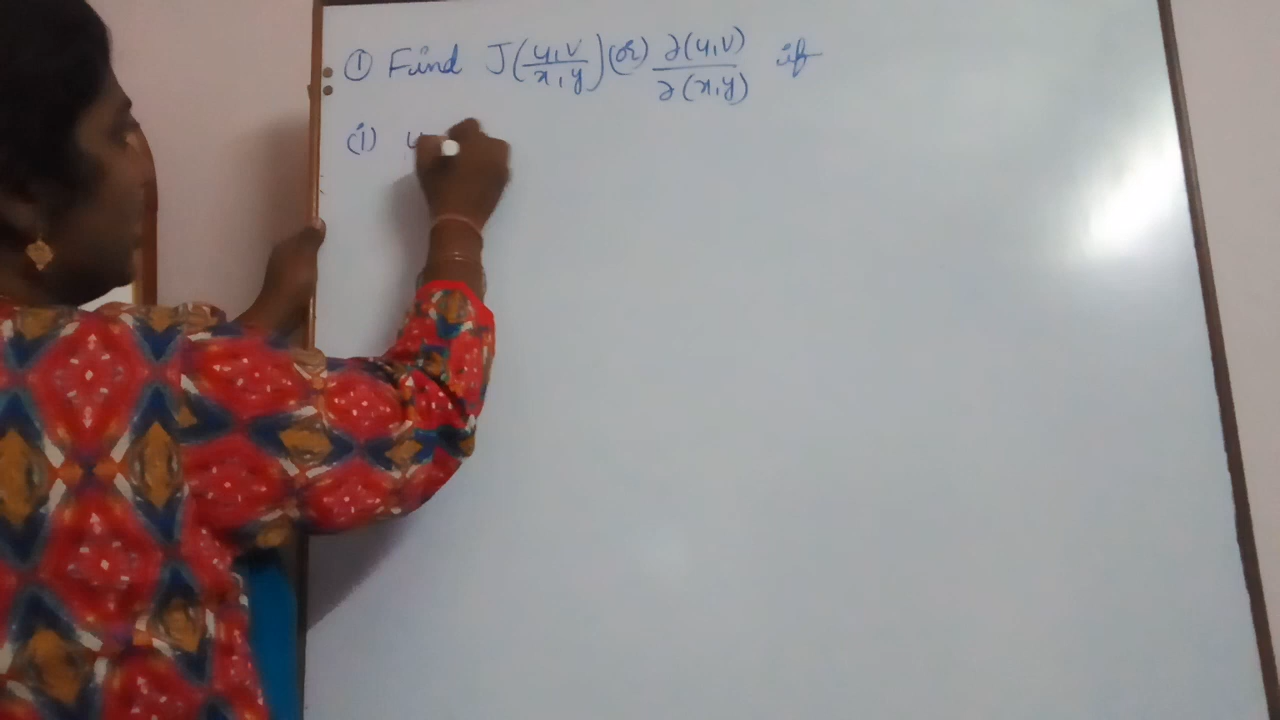 ① Find J(u,v/x,y) (or) ∂(u,v)/∂(x,y) if
(i) u